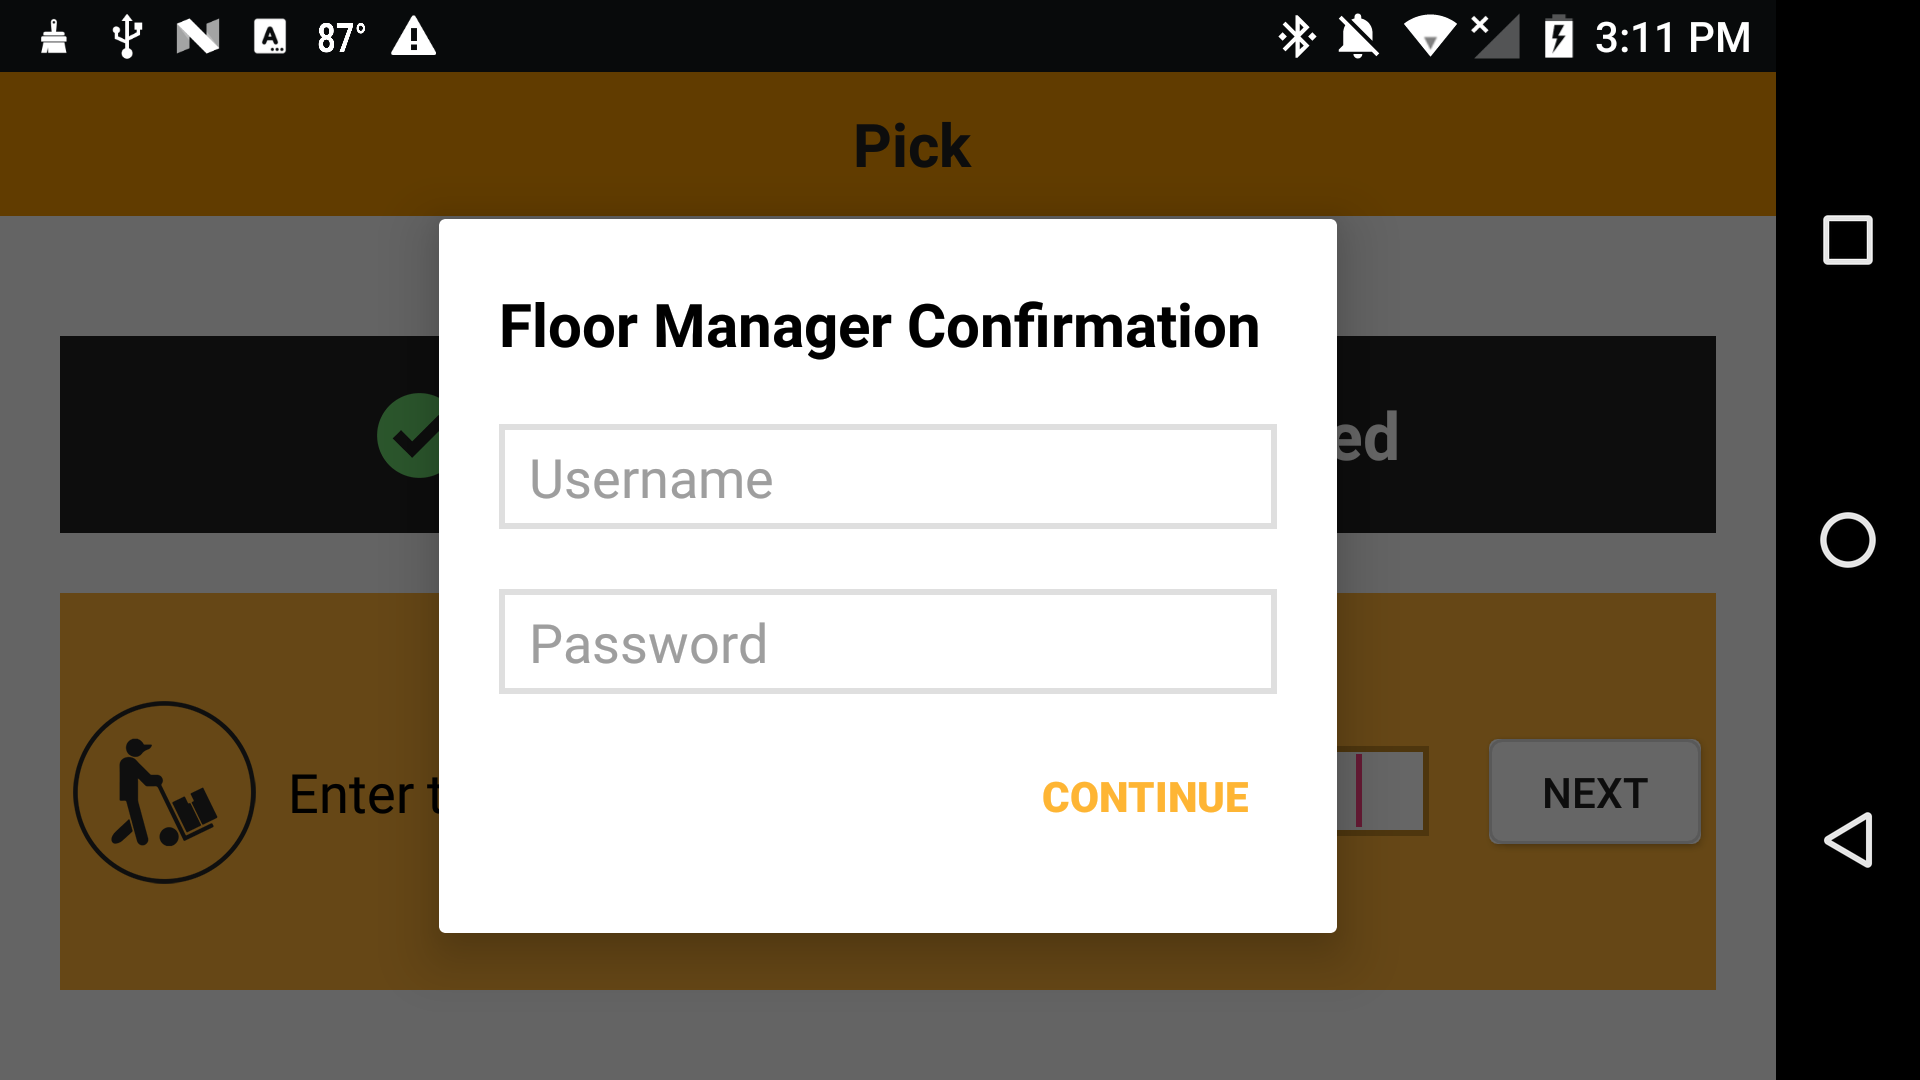 87° 3:11 PM
Pick
Floor Manager Confirmation
ed
Username
Password
Enter
CONTINUE
NEXT